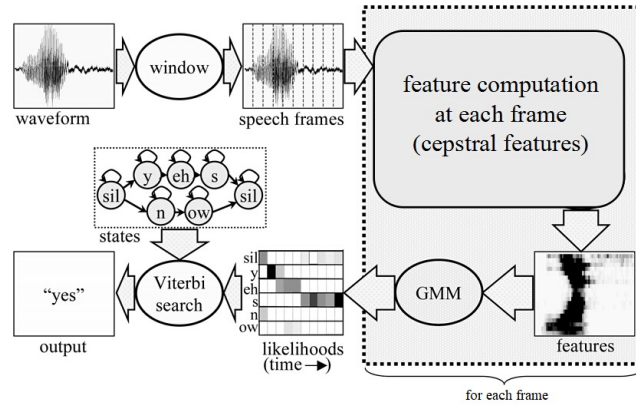 waveform
window
speech frames
feature computation
at each frame
(cepstral features)
y eh s
sil sil
n ow
states
"yes"
output
Viterbi
search
sil
y
eh
s
n
ow
likelihoods
(time →)
GMM
features
for each frame